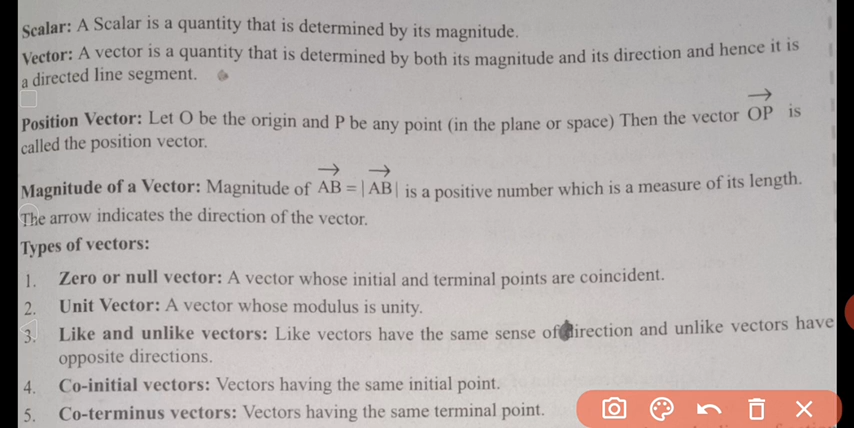 Scalar: A Scalar is a quantity that is determined by its magnitude.
Vector: A vector is a quantity that is determined by both its magnitude and its direction and hence it is
a directed line segment.
Position Vector: Let O be the origin and P be any point (in the plane or space) Then the vector OP⃗ is
called the position vector.
Magnitude of a Vector: Magnitude of AB⃗ = | AB⃗ | is a positive number which is a measure of its length.
The arrow indicates the direction of the vector.
Types of vectors:
1. Zero or null vector: A vector whose initial and terminal points are coincident.
2. Unit Vector: A vector whose modulus is unity.
3. Like and unlike vectors: Like vectors have the same sense of direction and unlike vectors have
opposite directions.
4. Co-initial vectors: Vectors having the same initial point.
5. Co-terminus vectors: Vectors having the same terminal point.